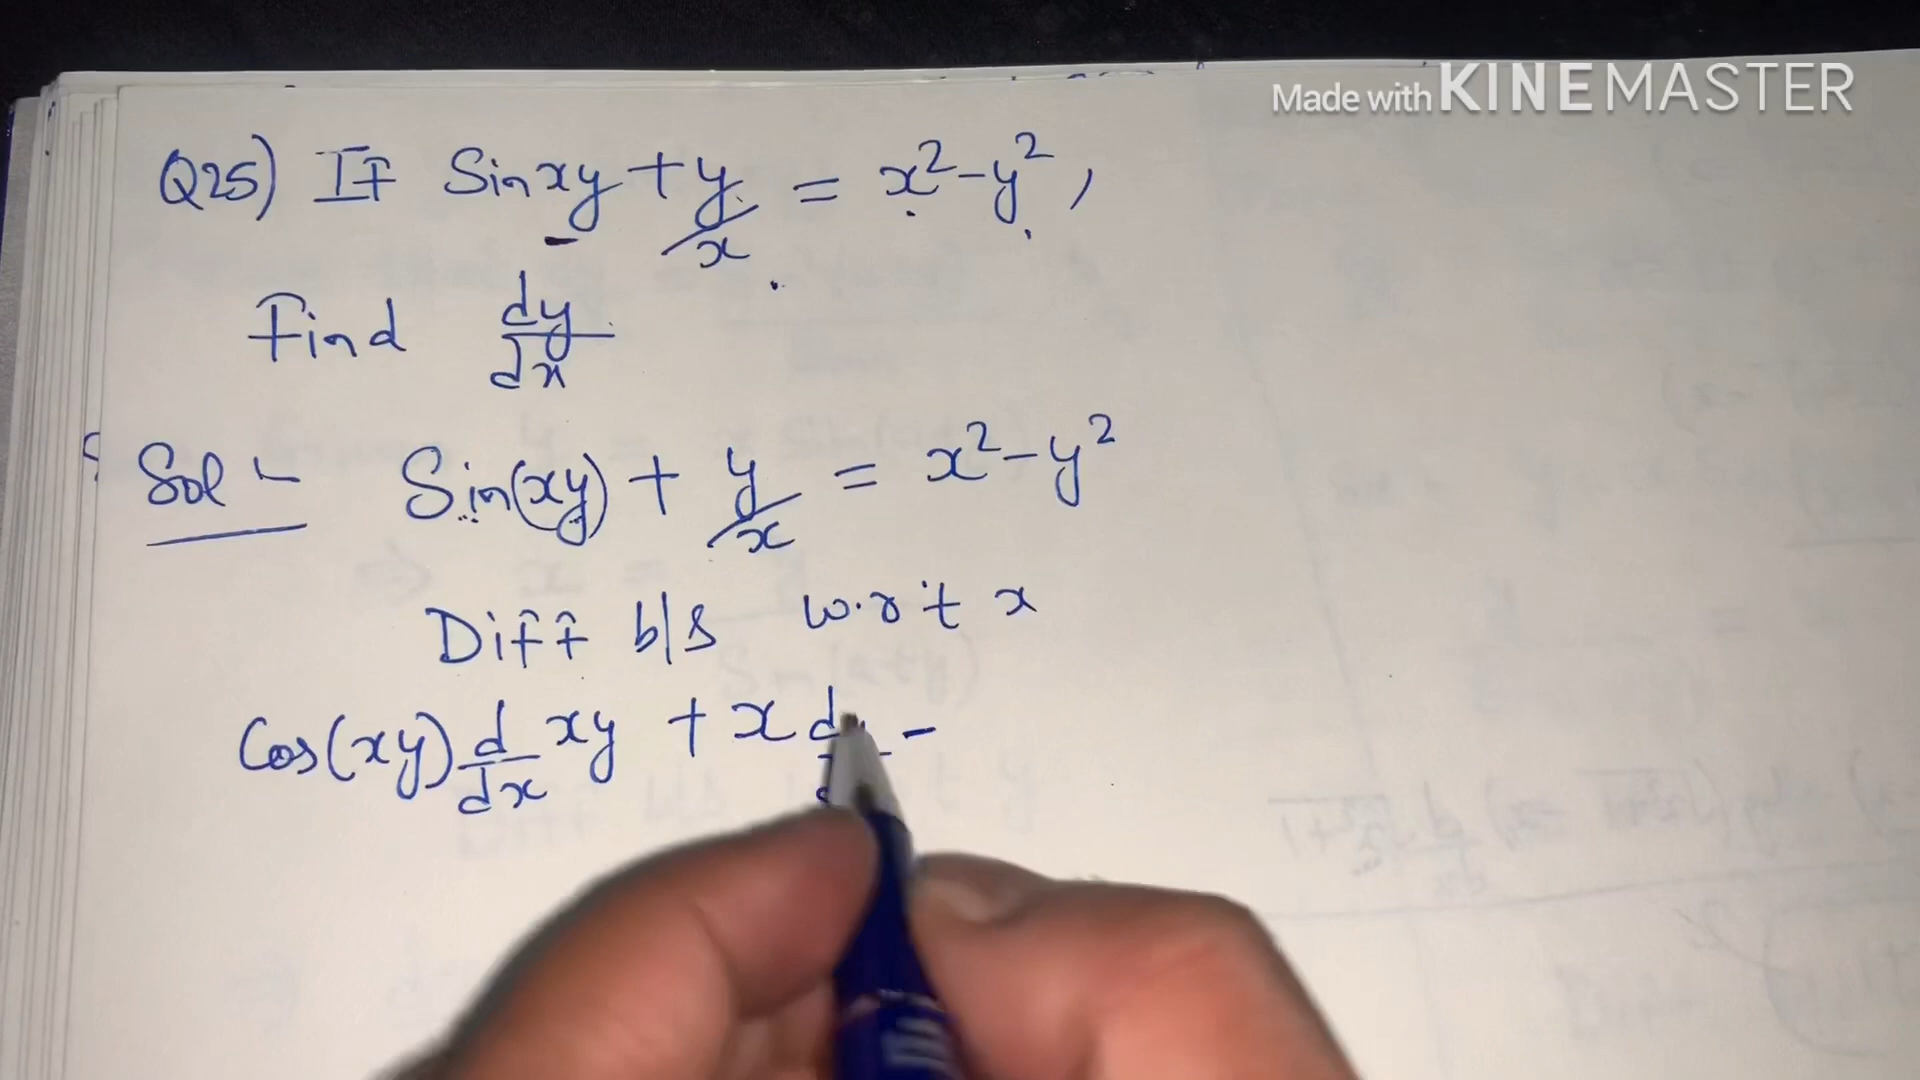 Made with KINEMASTER
Q25) If Sin xy + y/x = x² - y²,
Find dy/dx
Sol - Sin(xy) + y/x = x² - y²
Diff b/s w.r.t x
Cos(xy) d/dx xy + x d -